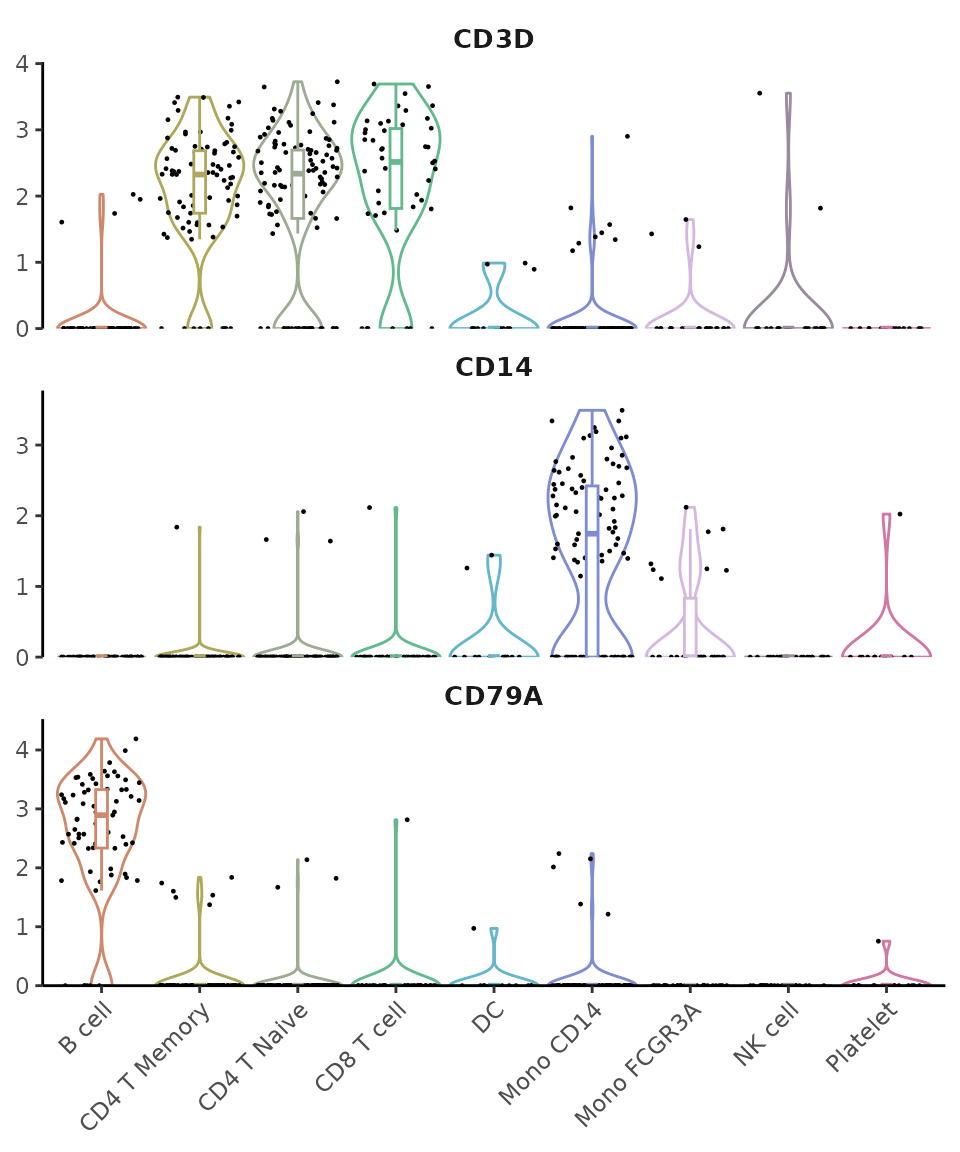 CD3D
4
3
2
1
0
CD14
3
2
1
0
CD79A
4
3
2
1
0
B cell
CD4 T Memory
CD4 T Naive
CD8 T cell
DC
Mono CD14
Mono FCGR3A
NK cell
Platelet